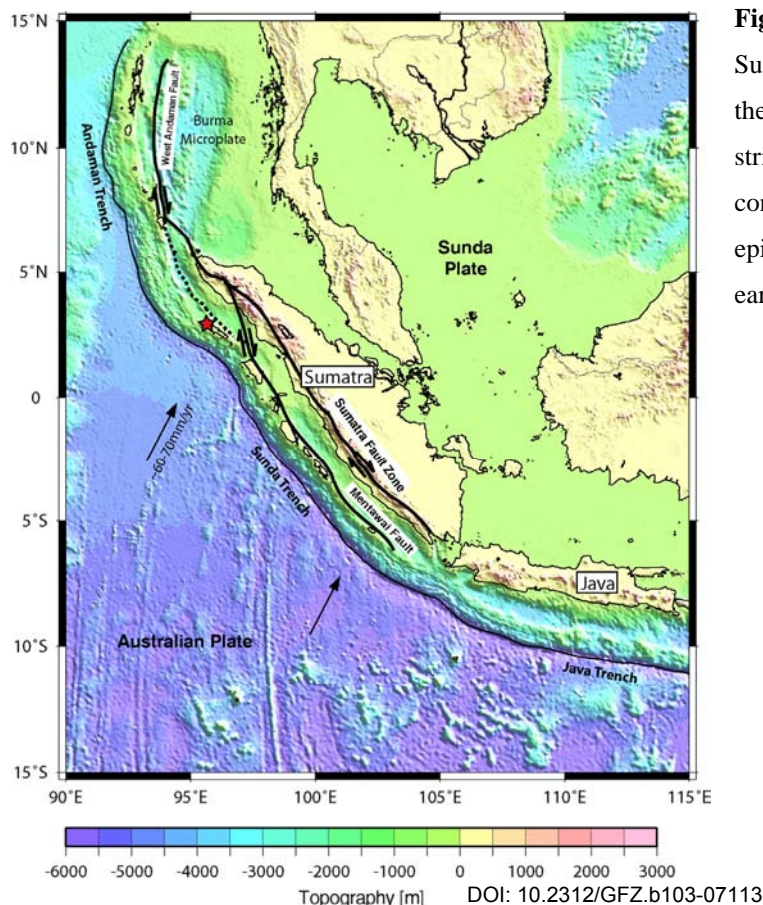 Fig
Su
the
stri
con
epi
ear
15°N
10°N
5°N
0
5°S
10°S
15°S
90°E
95°E
100°E
105°E
110°E
115°E
Andaman Trench
West Andaman Fault
Burma
Microplate
Sunda
Plate
Sumatra
~60-70mm/yr
Sunda Trench
Sumatra Fault Zone
Mentawai Fault
Java
Australian Plate
Java Trench
-6000 -5000 -4000 -3000 -2000 -1000 0 1000 2000 3000
Topography [m]
DOI: 10.2312/GFZ.b103-07113